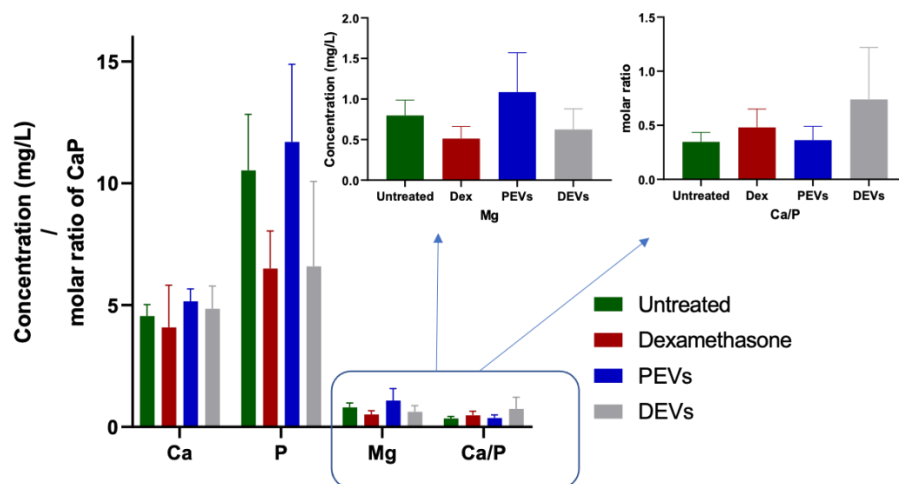 Concentration (mg/L)
/
molar ratio of CaP
15
10
5
0
Ca
P
Mg
Ca/P
Concentration (mg/L)
2.0
1.5
1.0
0.5
0.0
Untreated
Dex
PEVs
DEVs
Mg
molar ratio
1.5
1.0
0.5
0.0
Untreated
Dex
PEVs
DEVs
Ca/P
Untreated
Dexamethasone
PEVs
DEVs